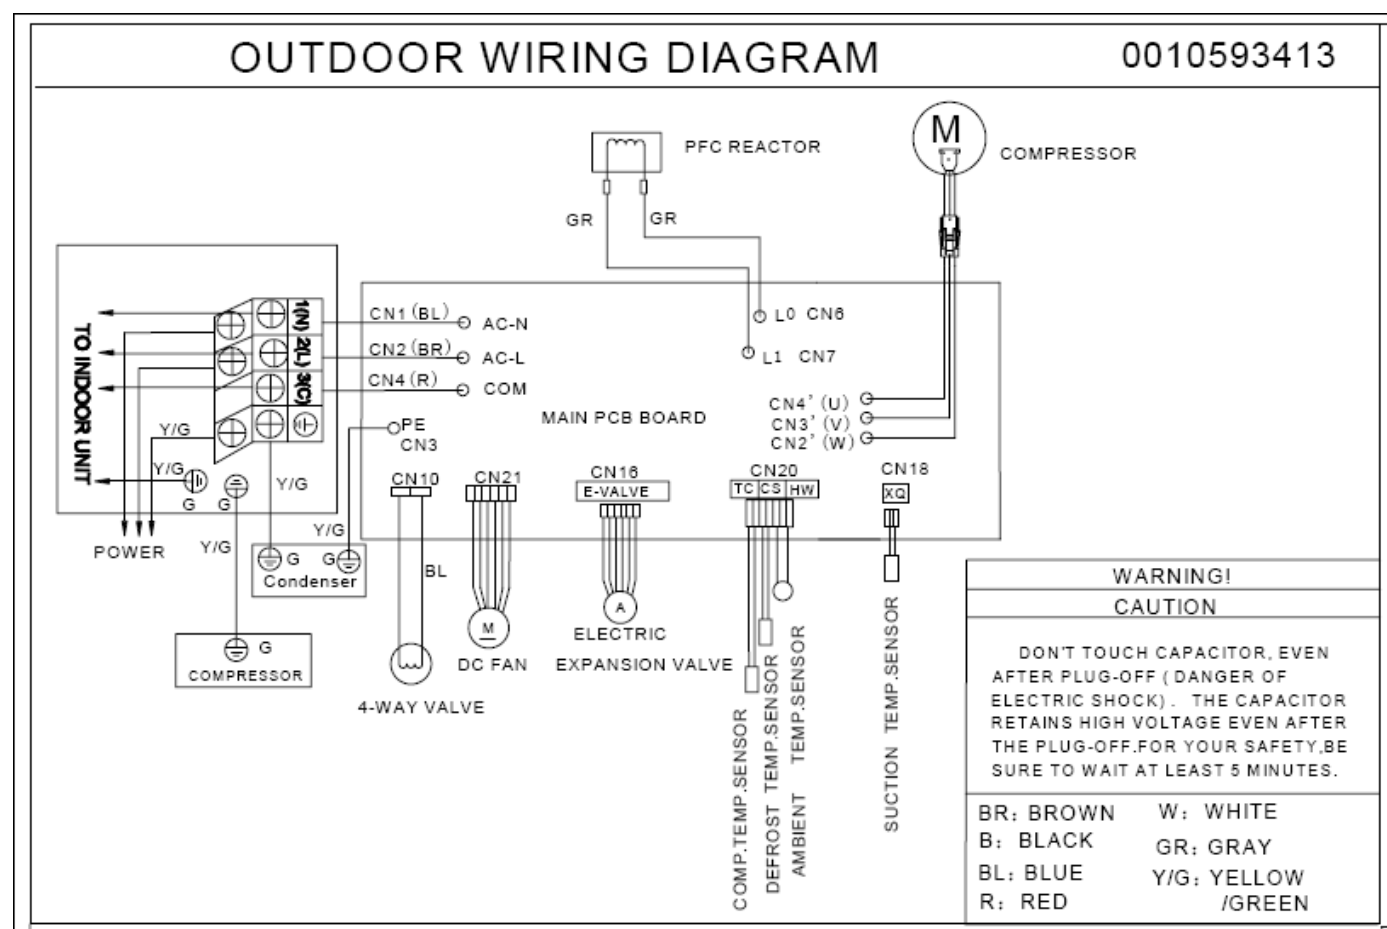 OUTDOOR WIRING DIAGRAM
0010593413
PFC REACTOR
M
COMPRESSOR
GR
GR
TO INDOOR UNIT
1(N)
2(L)
3(C)
CN1(BL)
AC-N
CN2(BR)
AC-L
CN4(R)
COM
PE
CN3
L0 CN6
L1 CN7
MAIN PCB BOARD
CN4' (U)
CN3' (V)
CN2' (W)
Y/G
Y/G
G
G
Y/G
Y/G
Y/G
POWER
G
G
Condenser
G
COMPRESSOR
CN10
BL
4-WAY VALVE
CN21
M
DC FAN
CN16
E-VALVE
A
ELECTRIC
EXPANSION VALVE
CN20
TC
CS
HW
COMP.TEMP.SENSOR
DEFROST TEMP.SENSOR
AMBIENT TEMP.SENSOR
CN18
XQ
SUCTION TEMP.SENSOR
WARNING!
CAUTION
DON'T TOUCH CAPACITOR, EVEN
AFTER PLUG-OFF ( DANGER OF
ELECTRIC SHOCK) . THE CAPACITOR
RETAINS HIGH VOLTAGE EVEN AFTER
THE PLUG-OFF.FOR YOUR SAFETY,BE
SURE TO WAIT AT LEAST 5 MINUTES.
BR: BROWN
W: WHITE
B: BLACK
GR: GRAY
BL: BLUE
Y/G: YELLOW
/GREEN
R: RED